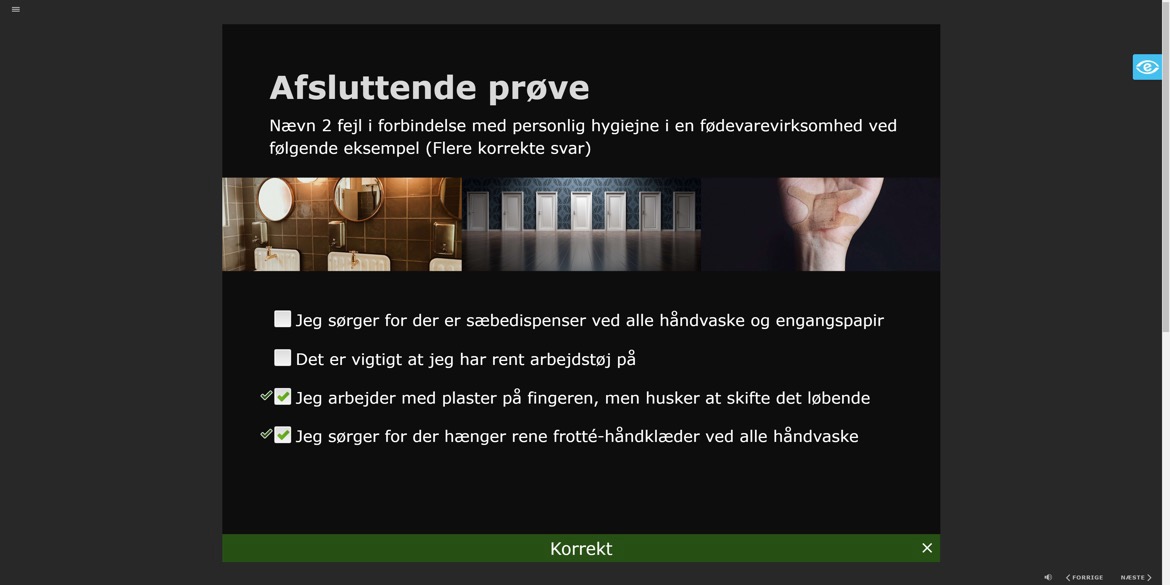 Afsluttende prøve
Nævn 2 fejl i forbindelse med personlig hygiejne i en fødevarevirksomhed ved
følgende eksempel (Flere korrekte svar)
Jeg sørger for der er sæbedispenser ved alle håndvaske og engangspapir
Det er vigtigt at jeg har rent arbejdstøj på
Jeg arbejder med plaster på fingeren, men husker at skifte det løbende
Jeg sørger for der hænger rene frotté-håndklæder ved alle håndvaske
Korrekt
FORRIGE NÆSTE